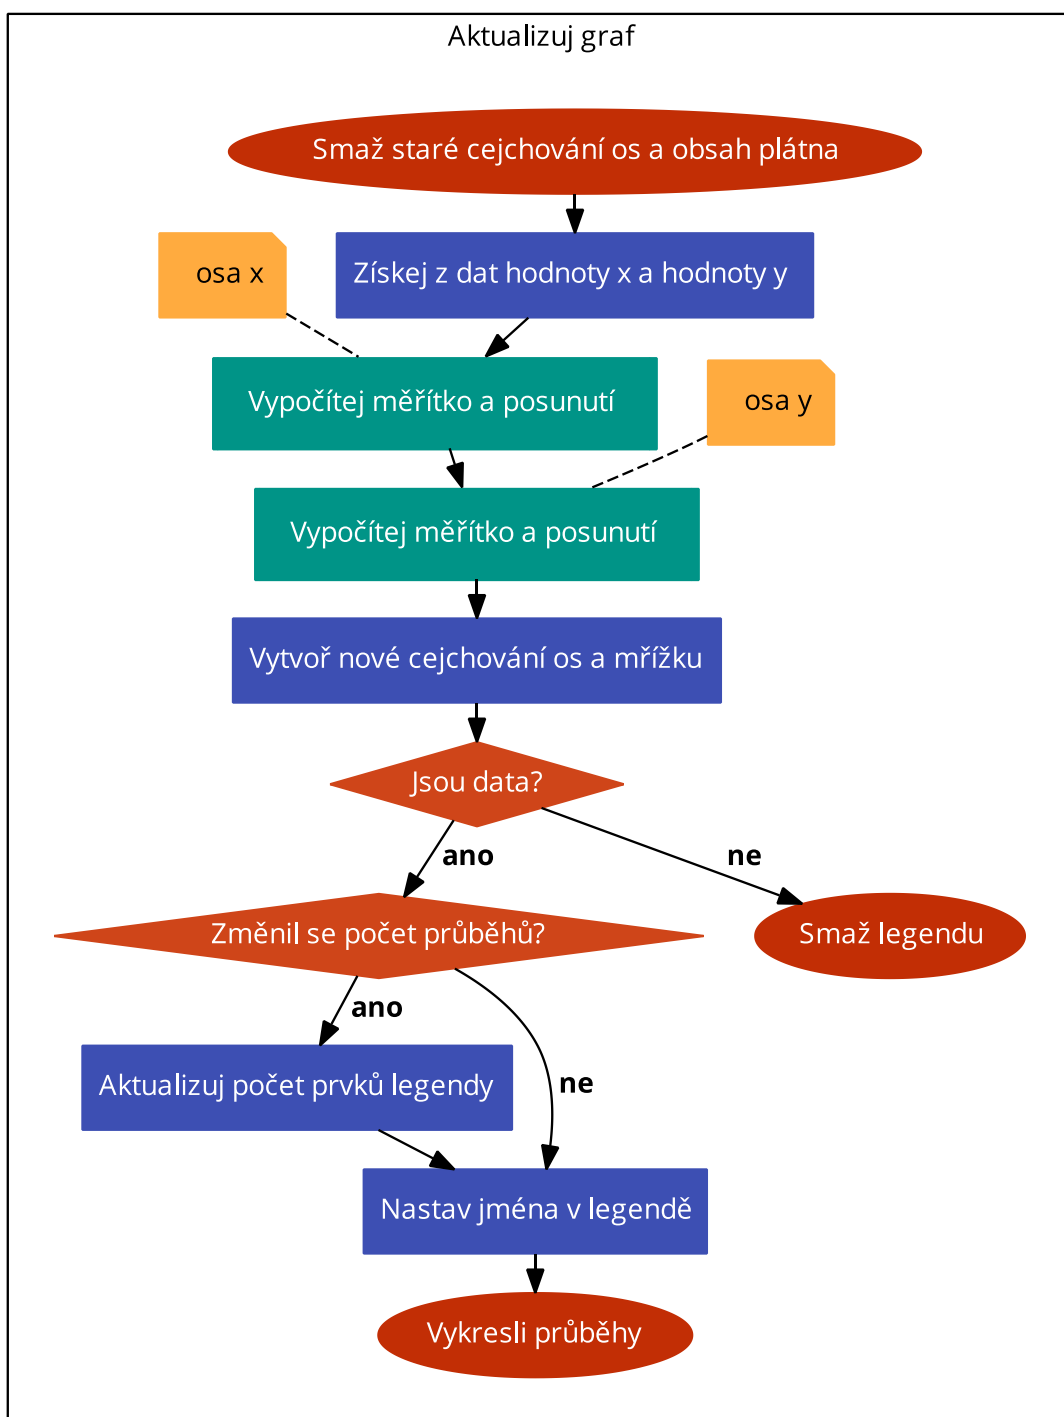 Aktualizuj graf
Smaž staré cejchování os a obsah plátna
osa x
Získej z dat hodnoty x a hodnoty y
Vypočítej měřítko a posunutí
osa y
Vypočítej měřítko a posunutí
Vytvoř nové cejchování os a mřížku
Jsou data?
ano
ne
Změnil se počet průběhů?
Smaž legendu
ano
Aktualizuj počet prvků legendy
ne
Nastav jména v legendě
Vykresli průběhy